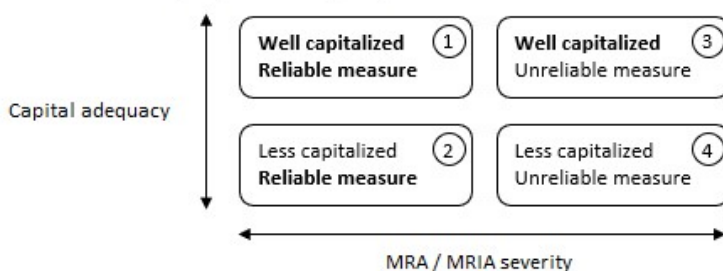 Well capitalized 1
Reliable measure
Well capitalized 3
Unreliable measure
Capital adequacy
Less capitalized 2
Reliable measure
Less capitalized 4
Unreliable measure
MRA / MRIA severity